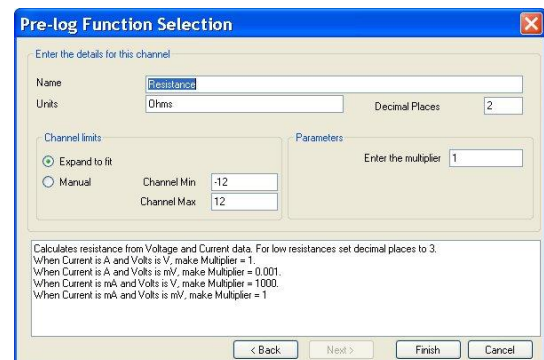 Pre-log Function Selection
Enter the details for this channel
Name Resistance
Units Ohms Decimal Places 2
Channel limits
Expand to fit
Manual Channel Min -12
Channel Max 12
Parameters
Enter the multiplier 1
Calculates resistance from Voltage and Current data. For low resistances set decimal places to 3.
When Current is A and Volts is V, make Multiplier = 1.
When Current is A and Volts is mV, make Multiplier = 0.001.
When Current is mA and Volts is V, make Multiplier = 1000.
When Current is mA and Volts is mV, make Multiplier = 1
< Back Next > Finish Cancel